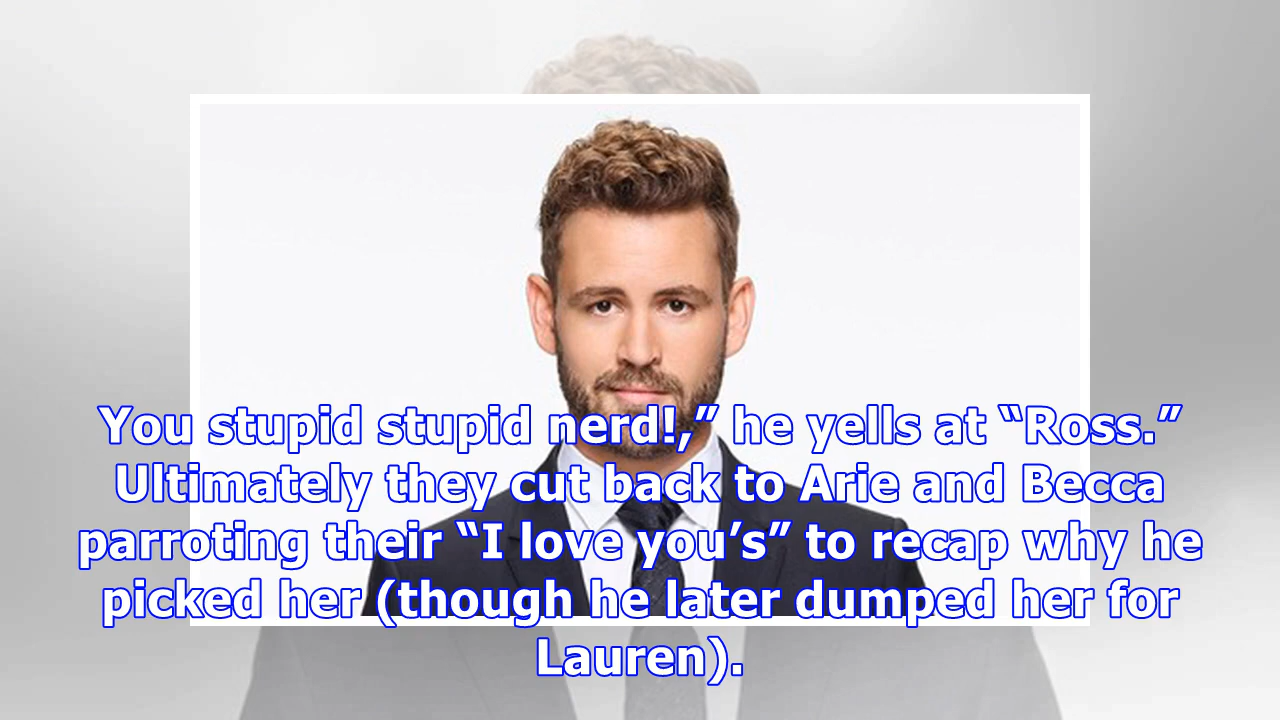 You stupid stupid nerd!,” he yells at “Ross.”
Ultimately they cut back to Arie and Becca
parroting their “I love you’s” to recap why he
picked her (though he later dumped her for
Lauren).